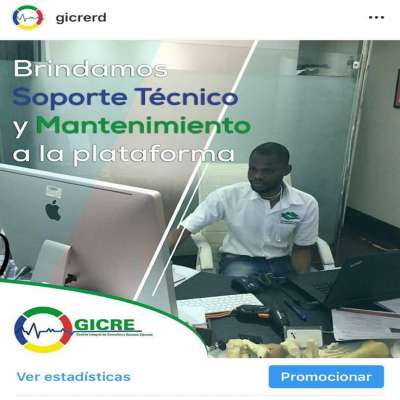 gicrerd
Brindamos
Soporte Técnico
y Mantenimiento
a la plataforma
GICRE
Ver estadísticas
Promocionar